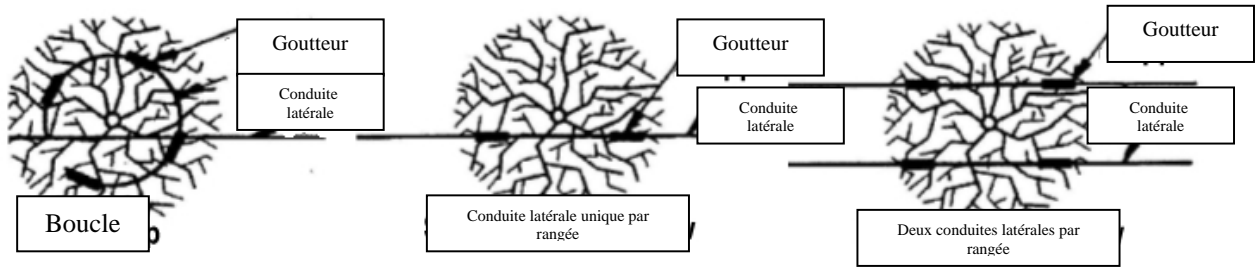 Goutteur
Conduite
latérale
Boucle
Goutteur
Conduite
latérale
Conduite latérale unique par
rangée
Goutteur
Conduite
latérale
Deux conduites latérales par
rangée